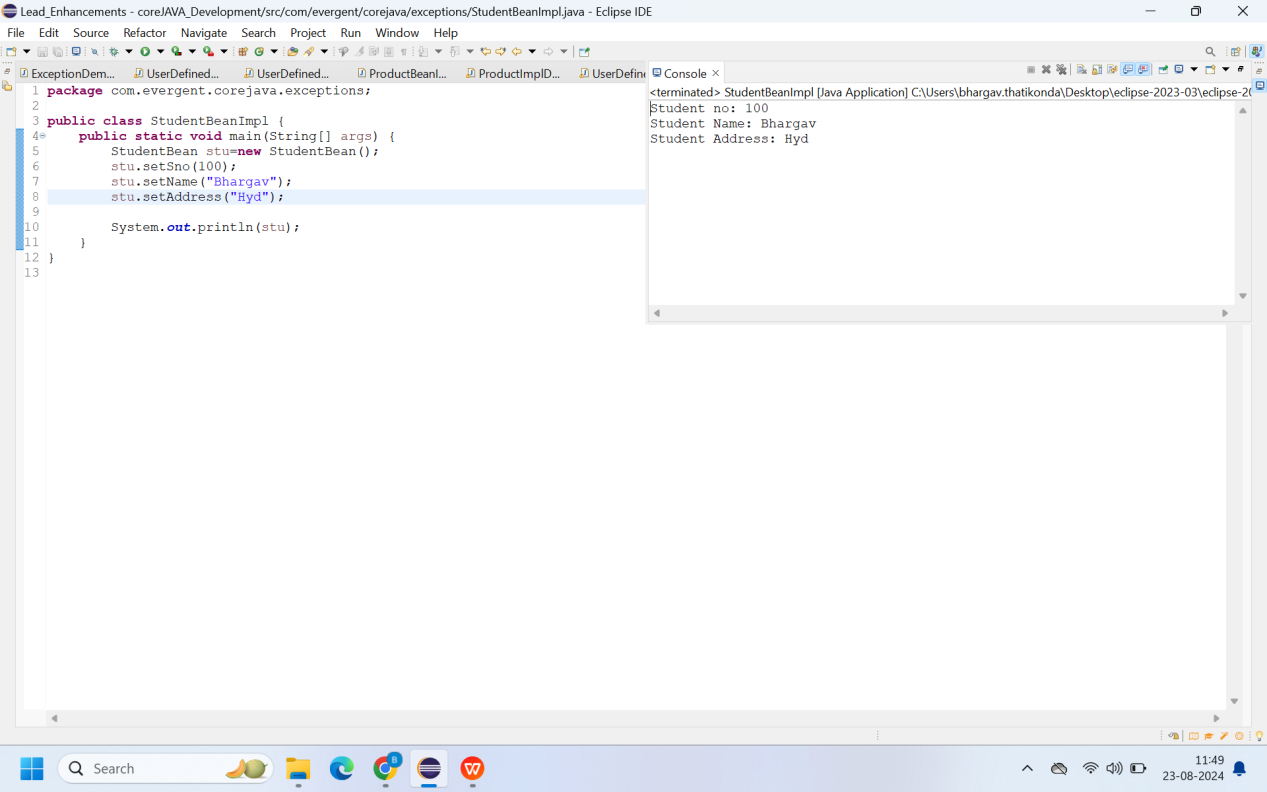 Lead_Enhancements - coreJAVA_Development/src/com/evergent/corejava/exceptions/StudentBeanImpl.java - Eclipse IDE
File Edit Source Refactor Navigate Search Project Run Window Help
ExceptionDem... UserDefined... UserDefined... ProductBeanI... ProductImplD... UserDefine
1 package com.evergent.corejava.exceptions;
2
3 public class StudentBeanImpl {
4 public static void main(String[] args) {
5 StudentBean stu=new StudentBean();
6 stu.setSno(100);
7 stu.setName("Bhargav");
8 stu.setAddress("Hyd");
9
10 System.out.println(stu);
11 }
12 }
13
Console
<terminated> StudentBeanImpl [Java Application] C:\Users\bhargav.thatikonda\Desktop\eclipse-2023-03\eclipse-20
Student no: 100
Student Name: Bhargav
Student Address: Hyd
Search
B
11:49
23-08-2024